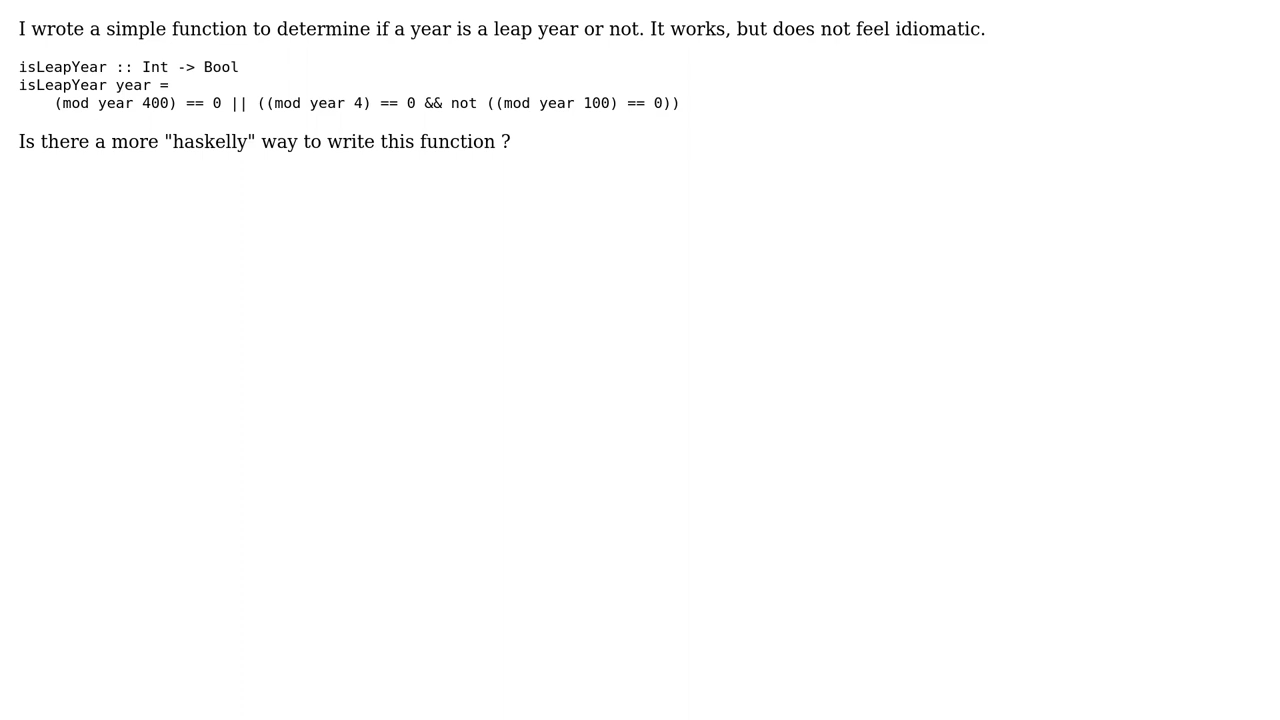 I wrote a simple function to determine if a year is a leap year or not. It works, but does not feel idiomatic.
isLeapYear :: Int -> Bool
isLeapYear year =
    (mod year 400) == 0 || ((mod year 4) == 0 && not ((mod year 100) == 0))
Is there a more "haskelly" way to write this function ?